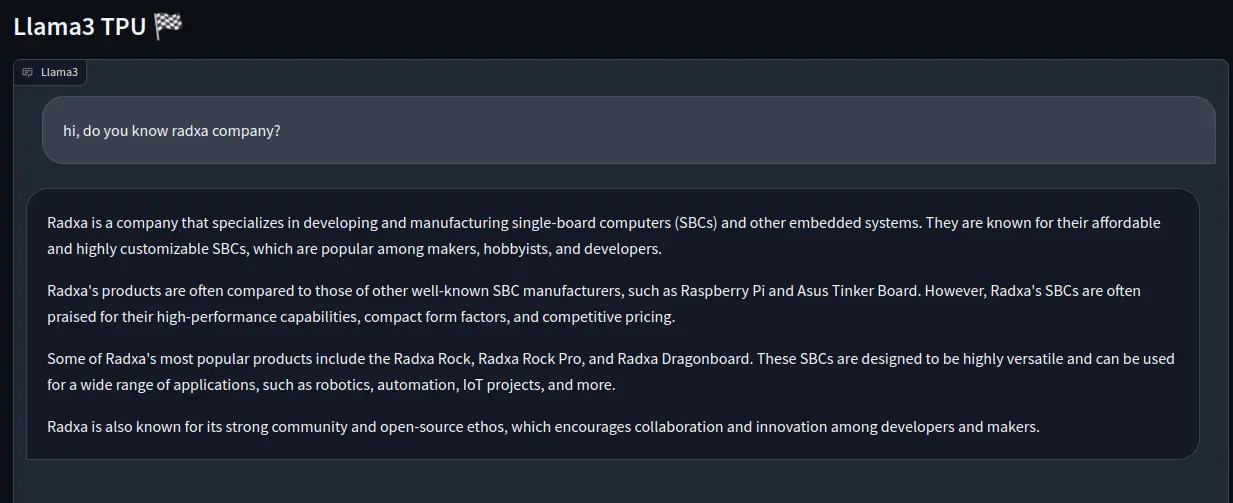 Llama3 TPU 🏁
Llama3
hi, do you know radxa company?
Radxa is a company that specializes in developing and manufacturing single-board computers (SBCs) and other embedded systems. They are known for their affordable
and highly customizable SBCs, which are popular among makers, hobbyists, and developers.
Radxa's products are often compared to those of other well-known SBC manufacturers, such as Raspberry Pi and Asus Tinker Board. However, Radxa's SBCs are often
praised for their high-performance capabilities, compact form factors, and competitive pricing.
Some of Radxa's most popular products include the Radxa Rock, Radxa Rock Pro, and Radxa Dragonboard. These SBCs are designed to be highly versatile and can be used
for a wide range of applications, such as robotics, automation, IoT projects, and more.
Radxa is also known for its strong community and open-source ethos, which encourages collaboration and innovation among developers and makers.